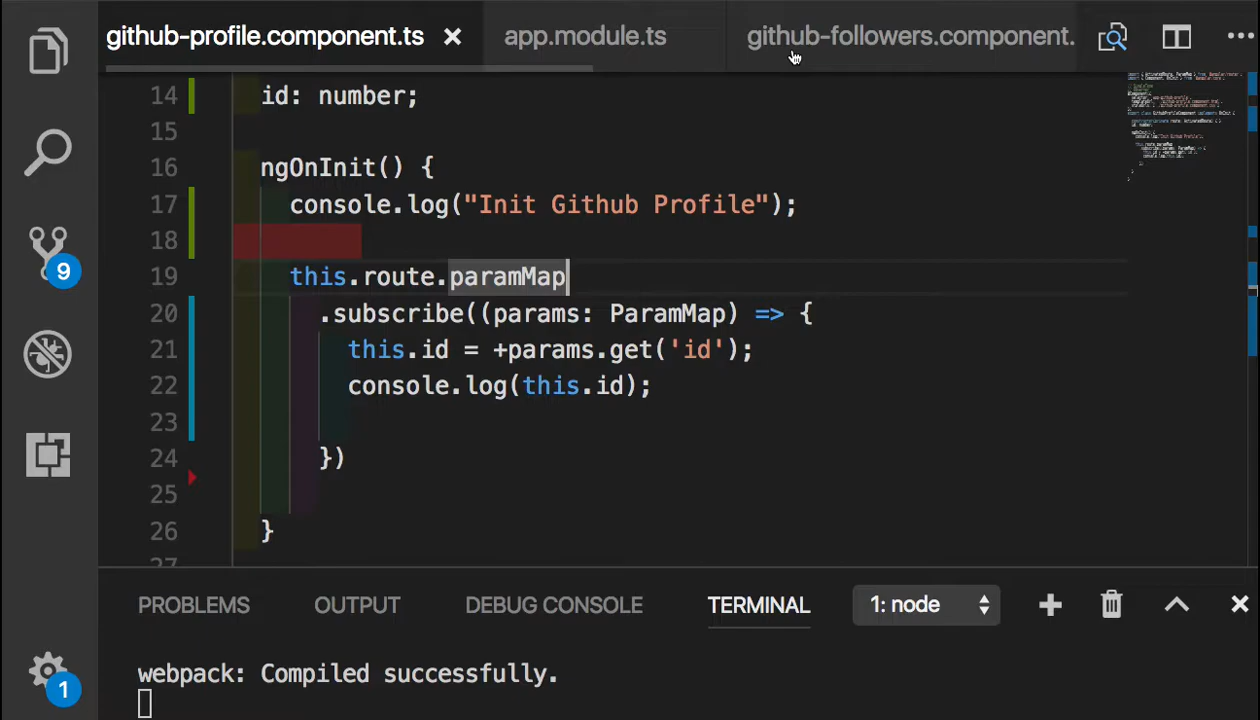 github-profile.component.ts
app.module.ts
github-followers.component.
14 id: number;
15
16 ngOnInit() {
17 console.log("Init Github Profile");
18
19 this.route.paramMap
20 .subscribe((params: ParamMap) => {
21 this.id = +params.get('id');
22 console.log(this.id);
23
24 })
25
26 }
9
1
PROBLEMS OUTPUT DEBUG CONSOLE TERMINAL 1: node
webpack: Compiled successfully.